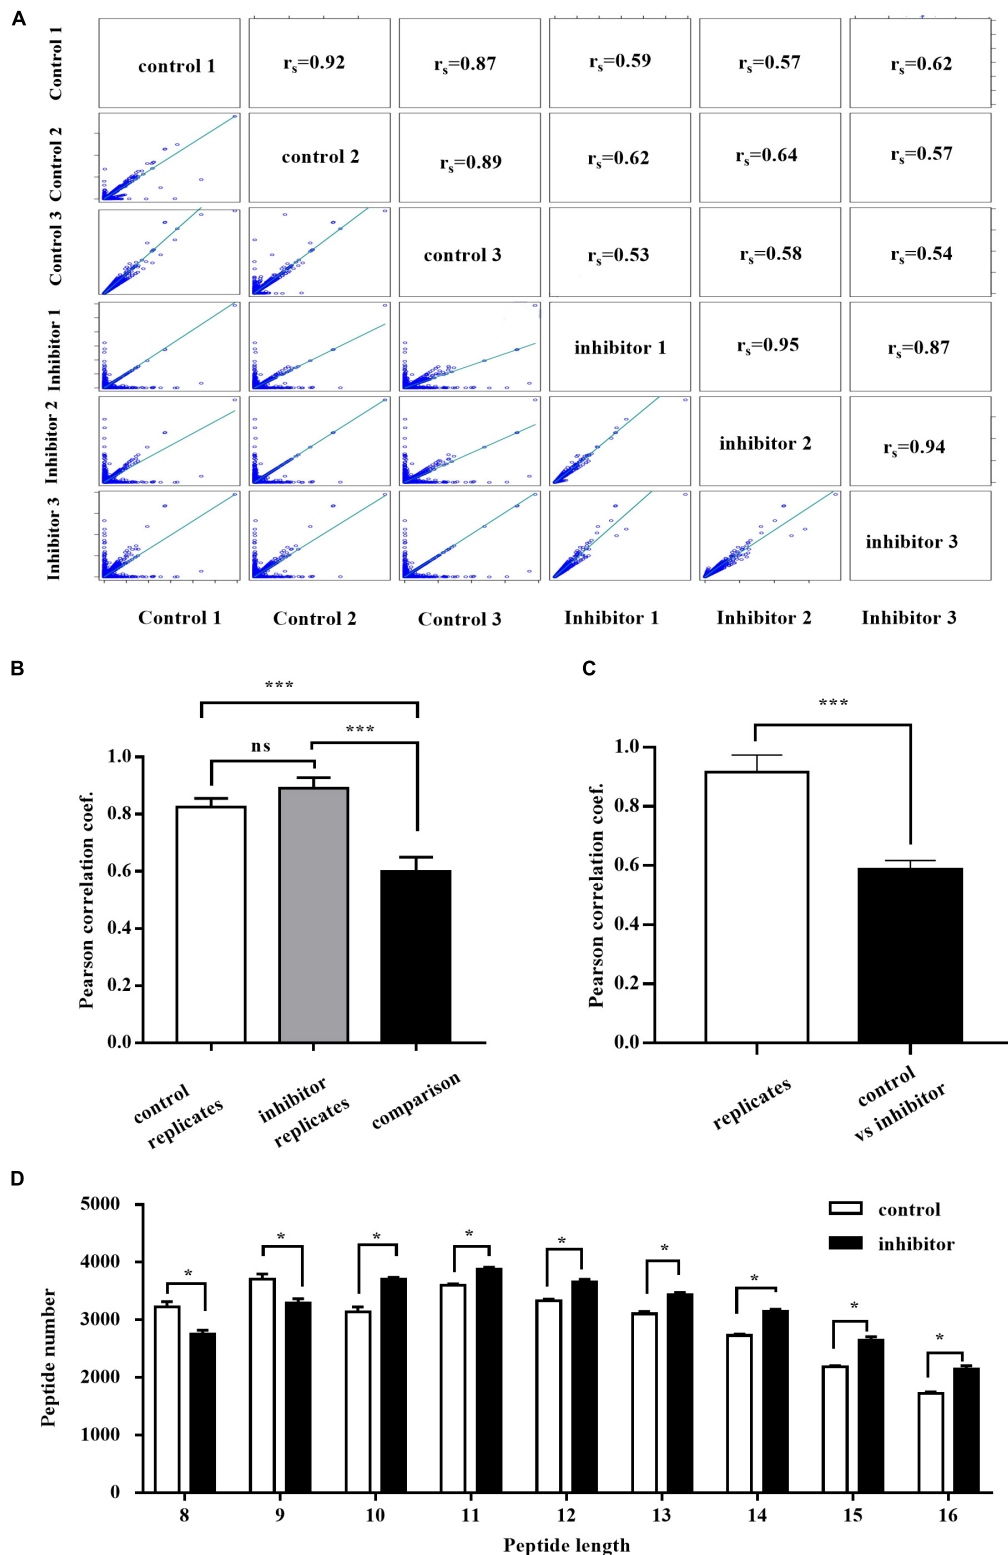 A
Control 1
control 1
rs=0.92
rs=0.87
rs=0.59
rs=0.57
rs=0.62
Control 2
control 2
rs=0.89
rs=0.62
rs=0.64
rs=0.57
Control 3
control 3
rs=0.53
rs=0.58
rs=0.54
Inhibitor 1
inhibitor 1
rs=0.95
rs=0.87
Inhibitor 2
inhibitor 2
rs=0.94
Inhibitor 3
inhibitor 3
Control 1
Control 2
Control 3
Inhibitor 1
Inhibitor 2
Inhibitor 3
B
***
***
ns
Pearson correlation coef.
1.0
0.8
0.6
0.4
0.2
0.0
control
replicates
inhibitor
replicates
comparison
C
***
Pearson correlation coef.
1.0
0.8
0.6
0.4
0.2
0.0
replicates
control
vs inhibitor
D
Peptide number
5000
4000
3000
2000
1000
0
control
inhibitor
*
*
*
*
*
*
*
*
*
8
9
10
11
12
13
14
15
16
Peptide length